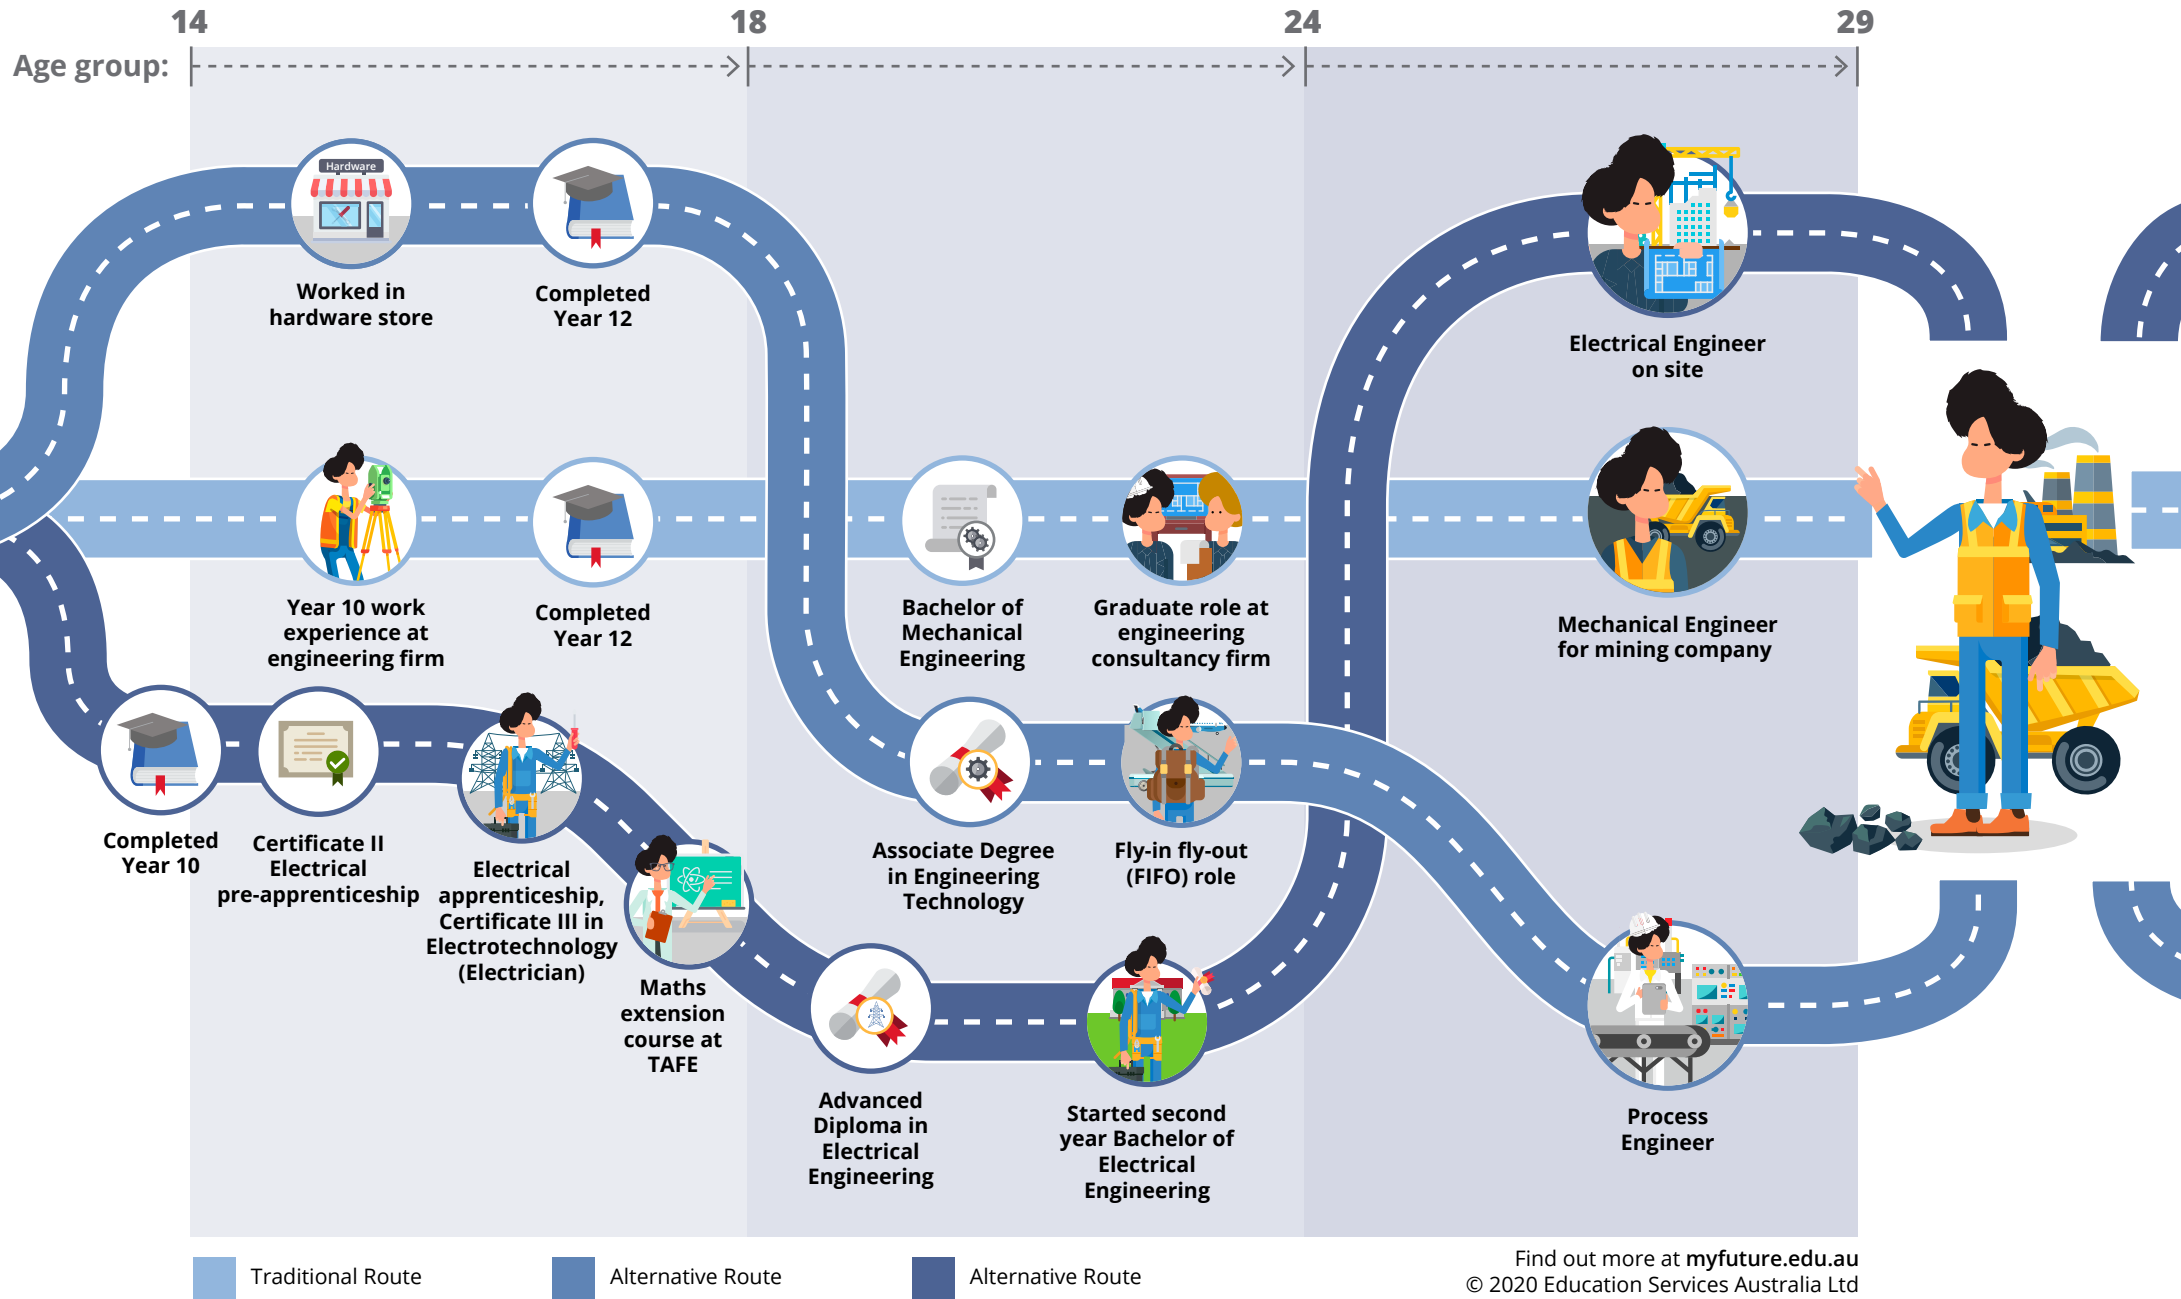 14
18
24
29
Age group:
Hardware
Worked in
hardware store
Completed
Year 12
Electrical Engineer
on site
Year 10 work
experience at
engineering firm
Completed
Year 12
Bachelor of
Mechanical
Engineering
Graduate role at
engineering
consultancy firm
Mechanical Engineer
for mining company
Completed
Year 10
Certificate II
Electrical
pre-apprenticeship
Electrical
apprenticeship,
Certificate III in
Electrotechnology
(Electrician)
Maths
extension
course at
TAFE
Associate Degree
in Engineering
Technology
Fly-in fly-out
(FIFO) role
Advanced
Diploma in
Electrical
Engineering
Started second
year Bachelor of
Electrical
Engineering
Process
Engineer
Traditional Route
Alternative Route
Alternative Route
Find out more at myfuture.edu.au
© 2020 Education Services Australia Ltd